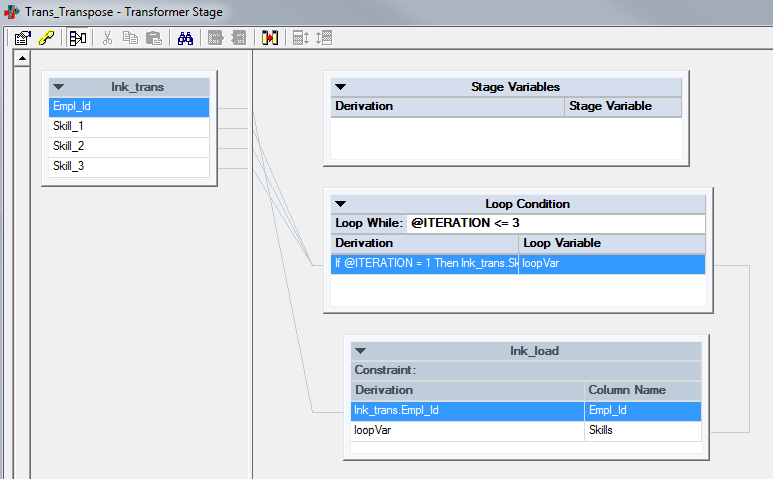 Trans_Transpose - Transformer Stage
lnk_trans
Empl_Id
Skill_1
Skill_2
Skill_3
Stage Variables
Derivation Stage Variable
Loop Condition
Loop While: @ITERATION <= 3
Derivation Loop Variable
If @ITERATION = 1 Then lnk_trans.Sk loopVar
lnk_load
Constraint:
Derivation Column Name
lnk_trans.Empl_Id Empl_Id
loopVar Skills